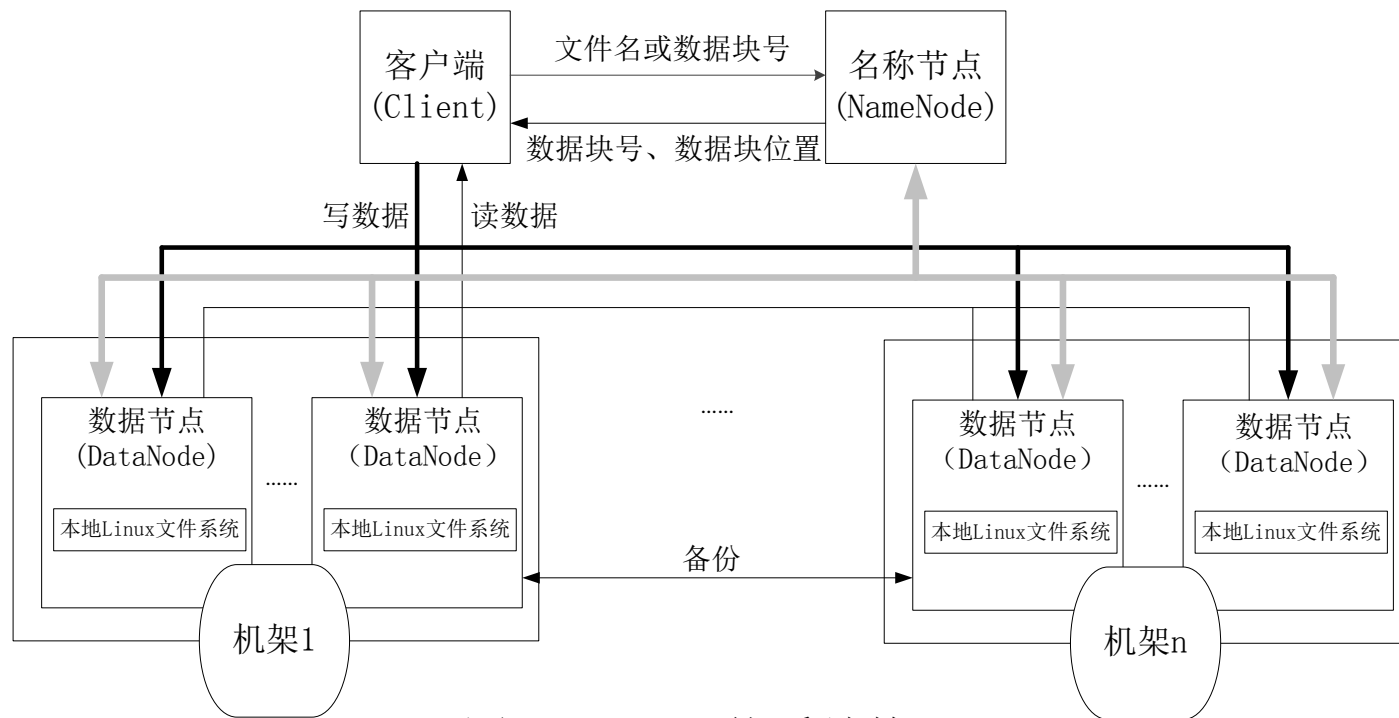 客户端
(Client)
文件名或数据块号
名称节点
(NameNode)
数据块号、数据块位置
写数据
读数据
数据节点
(DataNode)
……
本地Linux文件系统
数据节点
（DataNode）
本地Linux文件系统
机架1
……
备份
数据节点
（DataNode）
……
本地Linux文件系统
数据节点
（DataNode）
本地Linux文件系统
机架n